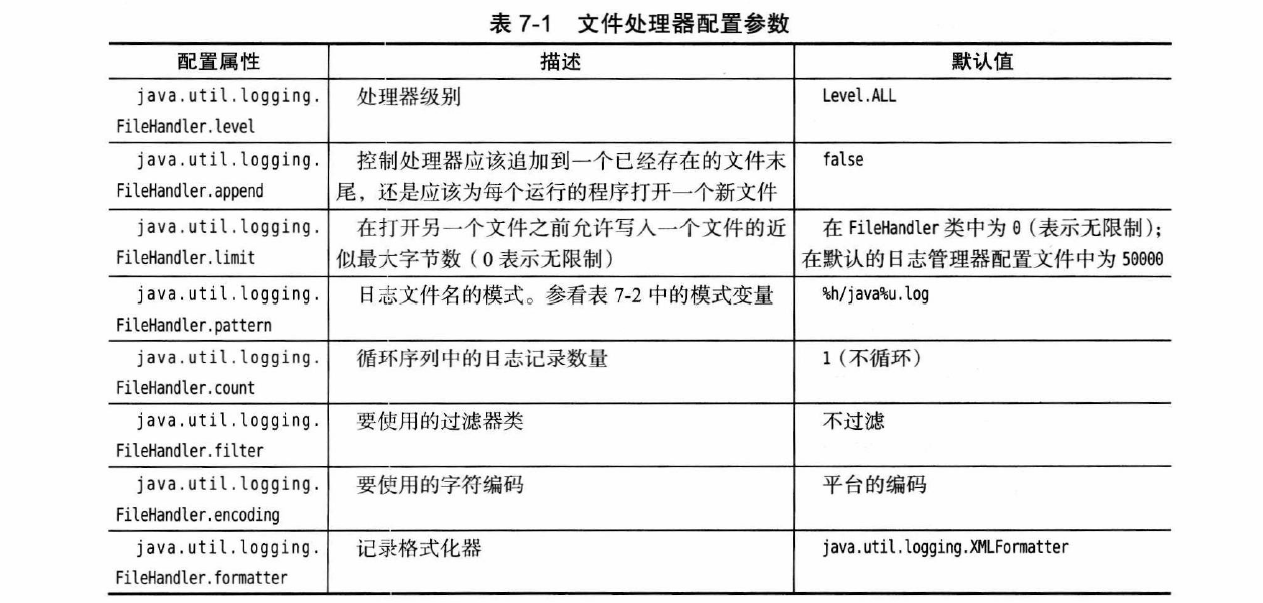 表 7-1 文件处理器配置参数
配置属性 描述 默认值
java.util.logging. 处理器级别 Level.ALL
FileHandler.level
java.util.logging. 控制处理器应该追加到一个已经存在的文件末 false
FileHandler.append 尾，还是应该为每个运行的程序打开一个新文件
java.util.logging. 在打开另一个文件之前允许写入一个文件的近 在 FileHandler 类中为 0（表示无限制）；
FileHandler.limit 似最大字节数（0 表示无限制） 在默认的日志管理器配置文件中为 50000
java.util.logging. 日志文件名的模式。参看表 7-2 中的模式变量 %h/java%u.log
FileHandler.pattern
java.util.logging. 循环序列中的日志记录数量 1（不循环）
FileHandler.count
java.util.logging. 要使用的过滤器类 不过滤
FileHandler.filter
java.util.logging. 要使用的字符编码 平台的编码
FileHandler.encoding
java.util.logging. 记录格式化器 java.util.logging.XMLFormatter
FileHandler.formatter